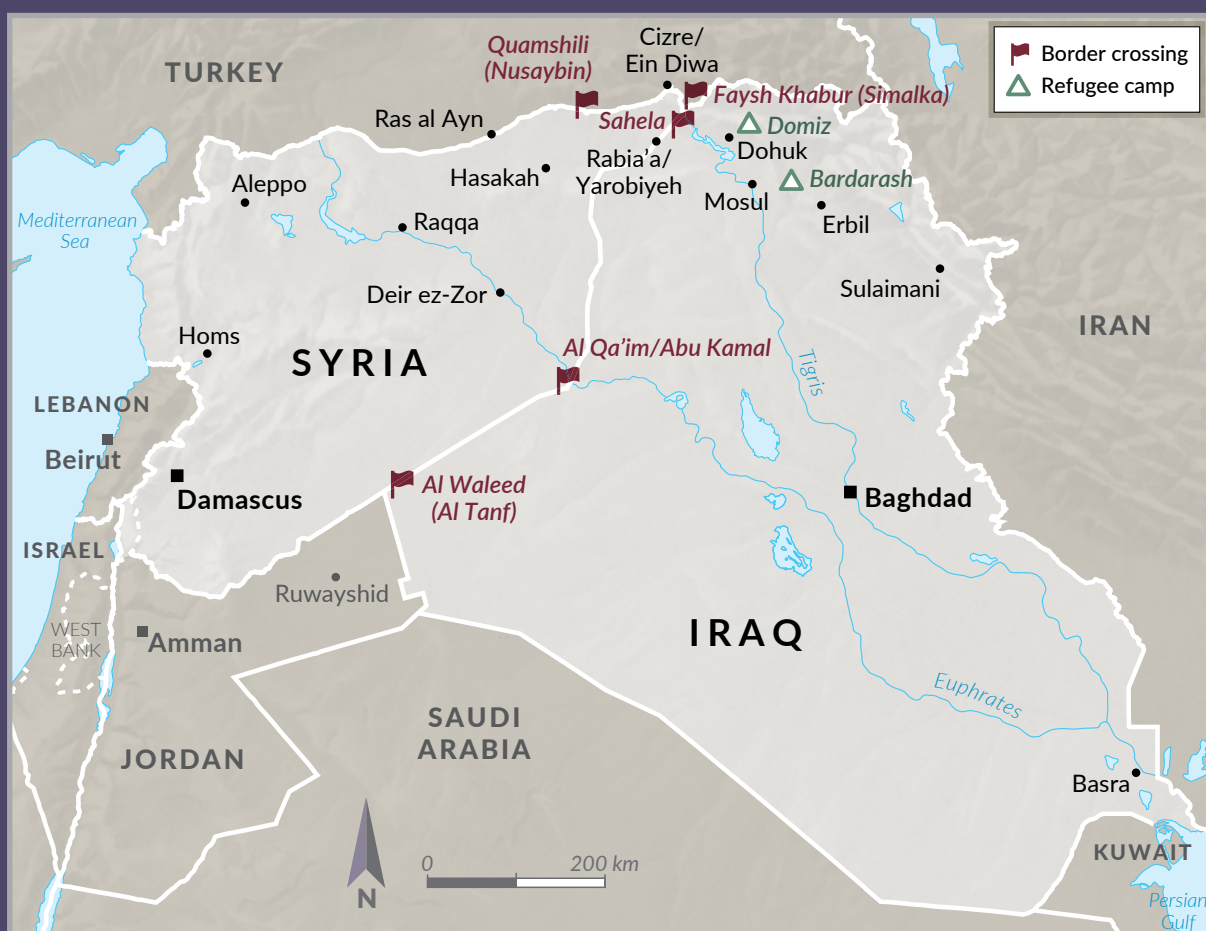 Border crossing
Refugee camp
TURKEY
Quamshili
(Nusaybin)
Cizre/
Ein Diwa
Faysh Khabur (Simalka)
Ras al Ayn
Sahela
Domiz
Dohuk
Rabia'a/
Yarobiyeh
Hasakah
Aleppo
Bardarash
Mosul
Mediterranean
Sea
Raqqa
Erbil
Deir ez-Zor
Sulaimani
IRAN
Homs
SYRIA
Al Qa'im/Abu Kamal
Tigris
LEBANON
Beirut
Damascus
Al Waleed
(Al Tanf)
Baghdad
ISRAEL
Ruwayshid
WEST
BANK
Amman
IRAQ
Euphrates
SAUDI
ARABIA
JORDAN
Basra
0
200 km
N
KUWAIT
Persian
Gulf